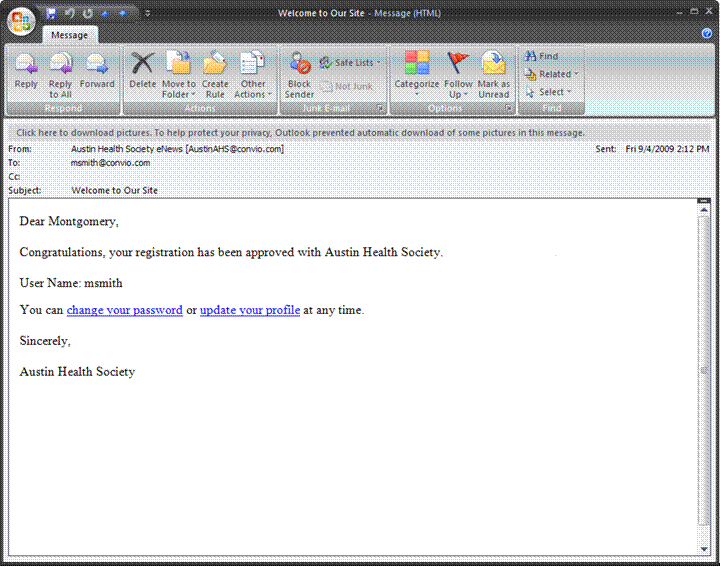 Welcome to Our Site - Message (HTML)
Message
Reply Reply to All Forward Delete Move to Folder Create Rule Other Actions Block Sender Safe Lists Not Junk Categorize Follow Up Mark as Unread Find Related Select
Respond Actions Junk E-mail Options Find
Click here to download pictures. To help protect your privacy, Outlook prevented automatic download of some pictures in this message.
From: Austin Health Society eNews [AustinAHS@convio.com] Sent: Fri 9/4/2009 2:12 PM
To: msmith@convio.com
Cc:
Subject: Welcome to Our Site
Dear Montgomery,
Congratulations, your registration has been approved with Austin Health Society.
User Name: msmith
You can change your password or update your profile at any time.
Sincerely,
Austin Health Society